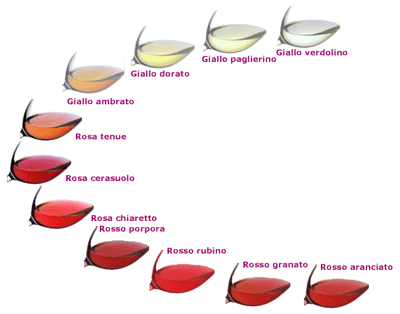 Giallo verdolino
Giallo paglierino
Giallo dorato
Giallo ambrato
Rosa tenue
Rosa cerasuolo
Rosa chiaretto
Rosso porpora
Rosso rubino
Rosso granato
Rosso aranciato